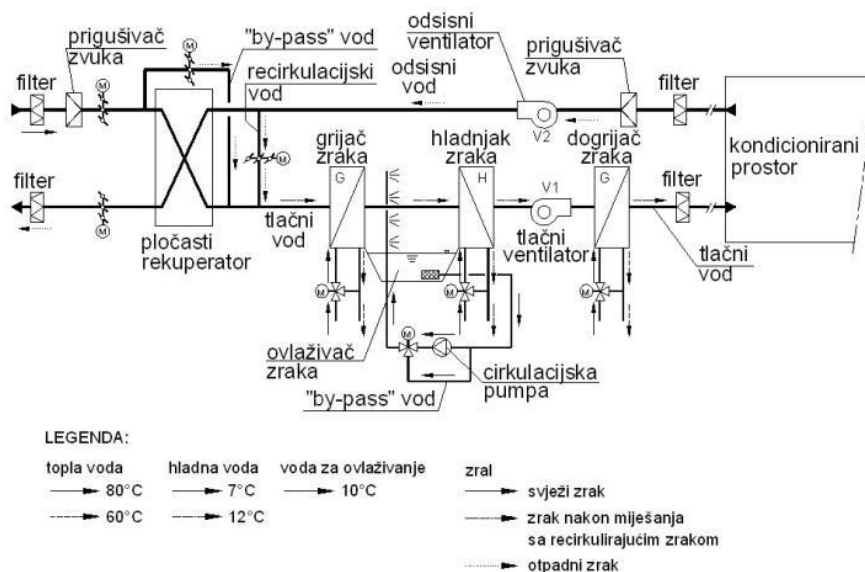 prigušivač
zvuka
"by-pass" vod
recirkulacijski
vod
odsisni
ventilator
prigušivač
zvuka
filter
M
M
odsisni
vod
filter
V2
M
kondicionirani
prostor
filter
grijač
zraka
hladnjak
zraka
dogrijač
zraka
filter
G
H
V1
G
M
tlačni
vod
pločasti
rekuperator
tlačni
ventilator
tlačni
vod
M
M
M
M
ovlaživač
zraka
cirkulacijska
pumpa
"by-pass" vod
LEGENDA:
topla voda
hladna voda
voda za ovlaživanje
zral
80°C
7°C
10°C
svježi zrak
60°C
12°C
zrak nakon miješanja
sa recirkulirajućim zrakom
otpadni zrak